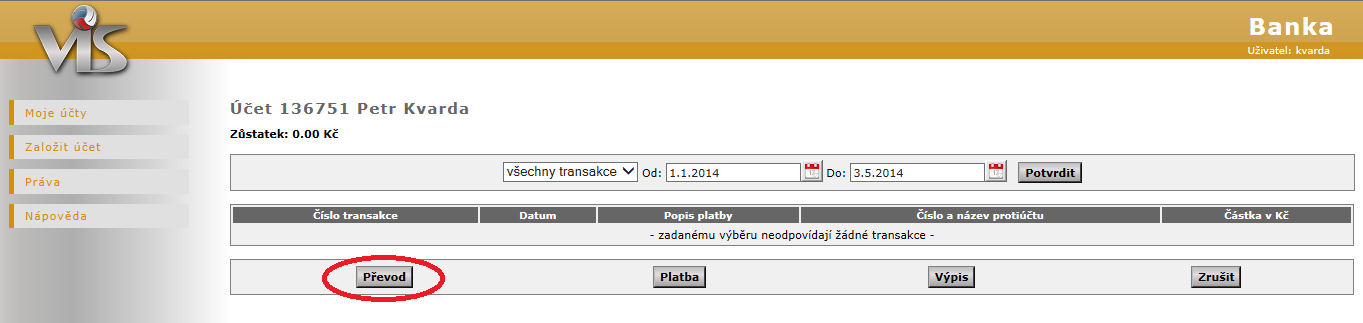 VIS
Banka
Uživatel: kvarda
Moje účty
Založit účet
Práva
Nápověda
Účet 136751 Petr Kvarda
Zůstatek: 0.00 Kč
všechny transakce Od: 1.1.2014 Do: 3.5.2014 Potvrdit
Číslo transakce Datum Popis platby Číslo a název protiúčtu Částka v Kč
- zadanému výběru neodpovídají žádné transakce -
Převod Platba Výpis Zrušit